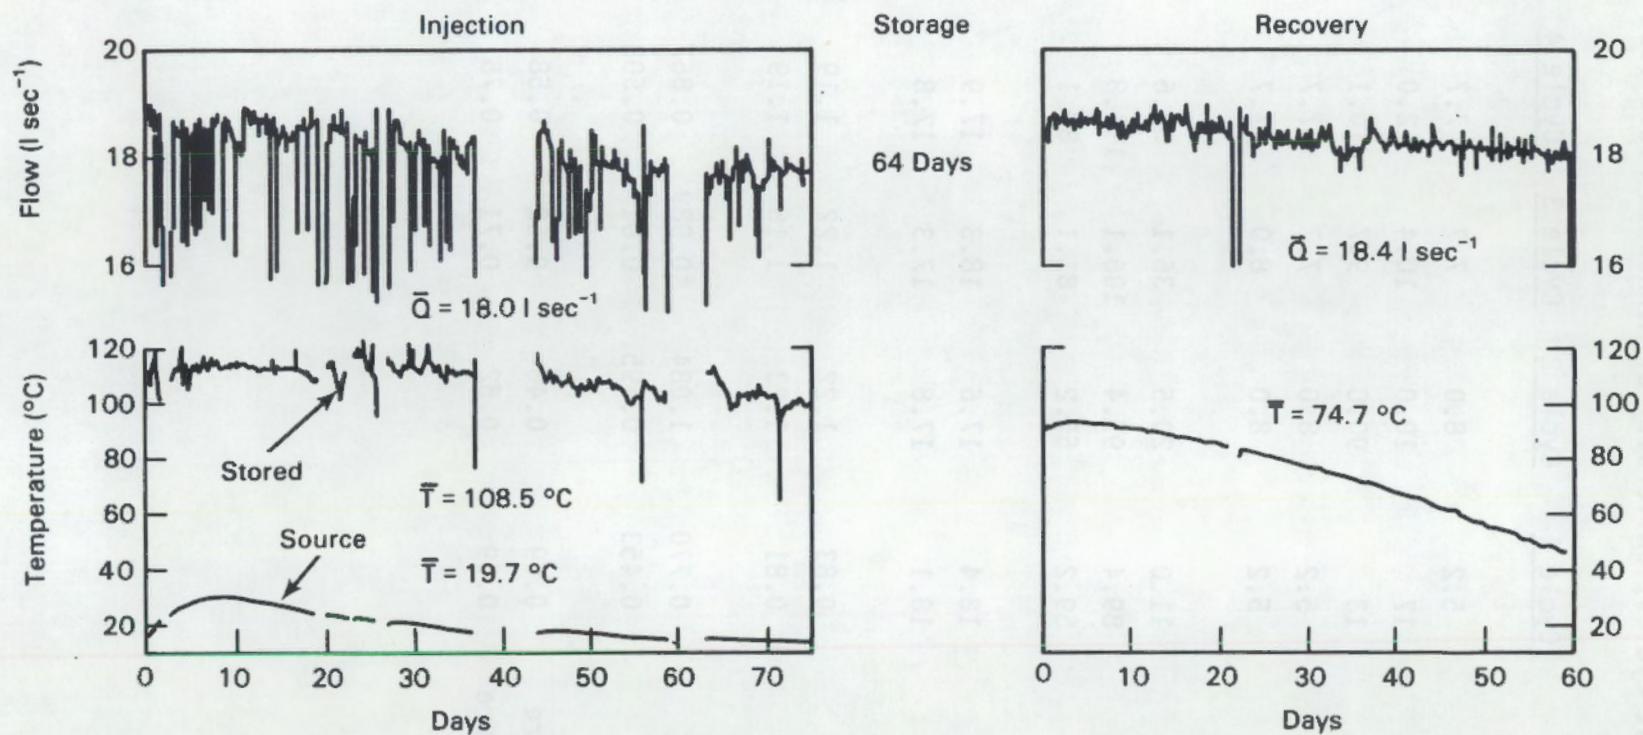 Injection
Storage
Recovery
Flow (l sec⁻¹)
20
18
16
Q̄ = 18.0 l sec⁻¹
64 Days
20
18
16
Q̄ = 18.4 l sec⁻¹
Temperature (°C)
120
100
80
60
40
20
Stored
T̄ = 108.5 °C
Source
T̄ = 19.7 °C
0 10 20 30 40 50 60 70
Days
T̄ = 74.7 °C
120
100
80
60
40
20
0 10 20 30 40 50 60
Days